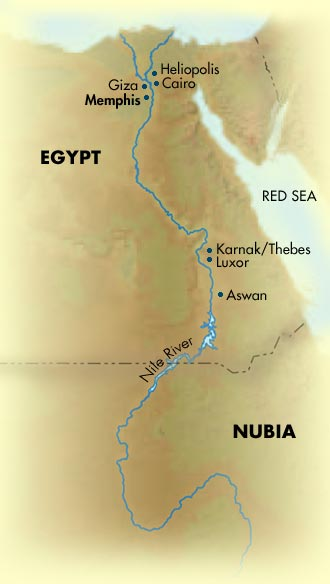 Heliopolis
Giza Cairo
Memphis
EGYPT
RED SEA
Karnak/Thebes
Luxor
Aswan
Nile River
NUBIA